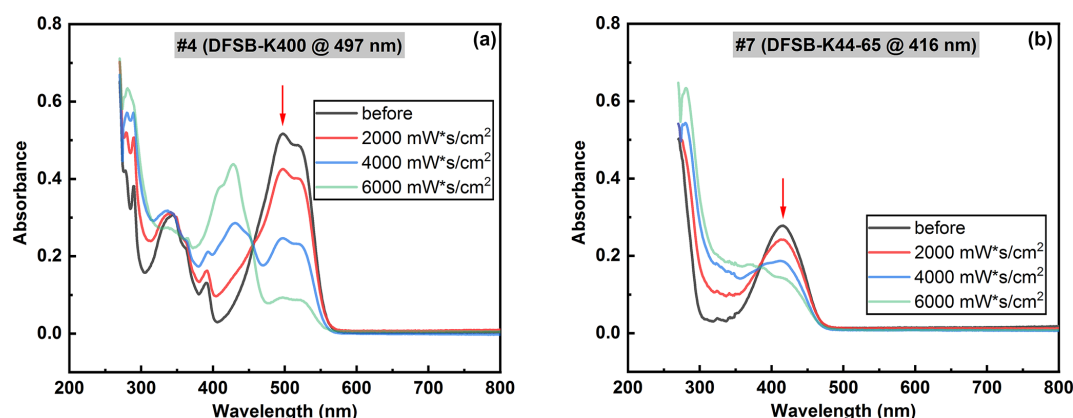 #4 (DFSB-K400 @ 497 nm)
(a)
before
2000 mW*s/cm²
4000 mW*s/cm²
6000 mW*s/cm²
Absorbance
0.8
0.6
0.4
0.2
0.0
200 300 400 500 600 700 800
Wavelength (nm)
#7 (DFSB-K44-65 @ 416 nm)
(b)
before
2000 mW*s/cm²
4000 mW*s/cm²
6000 mW*s/cm²
Absorbance
0.8
0.6
0.4
0.2
0.0
200 300 400 500 600 700 800
Wavelength (nm)